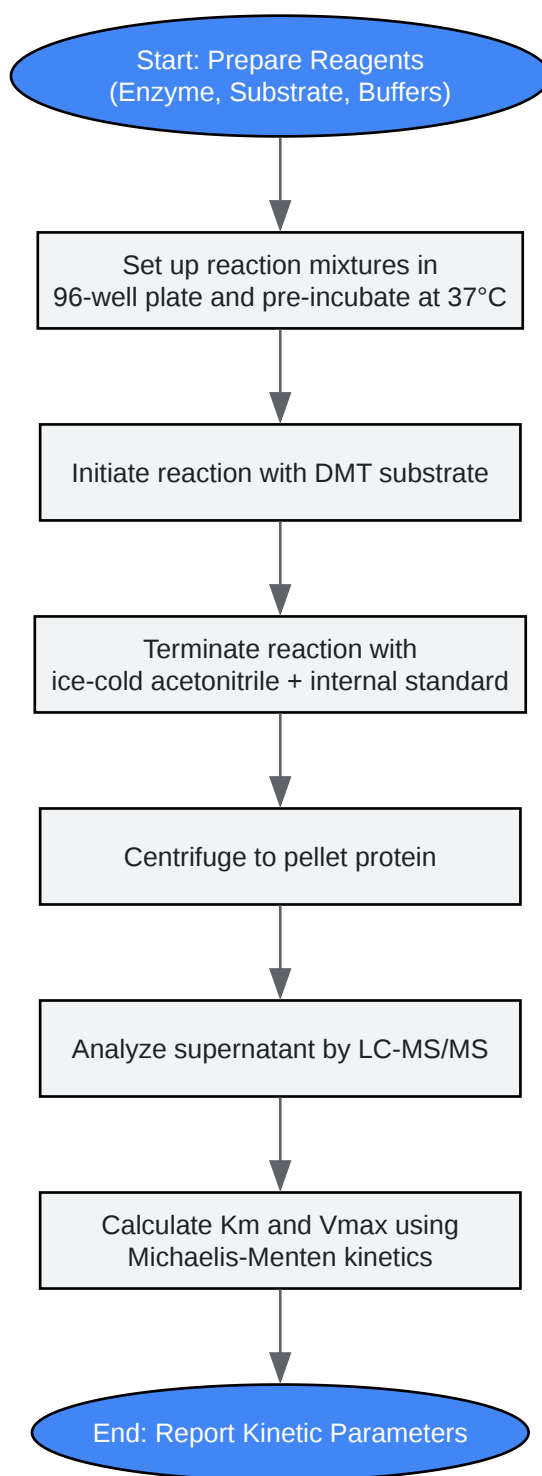 Start: Prepare Reagents
(Enzyme, Substrate, Buffers)
Set up reaction mixtures in
96-well plate and pre-incubate at 37°C
Initiate reaction with DMT substrate
Terminate reaction with
ice-cold acetonitrile + internal standard
Centrifuge to pellet protein
Analyze supernatant by LC-MS/MS
Calculate Km and Vmax using
Michaelis-Menten kinetics
End: Report Kinetic Parameters